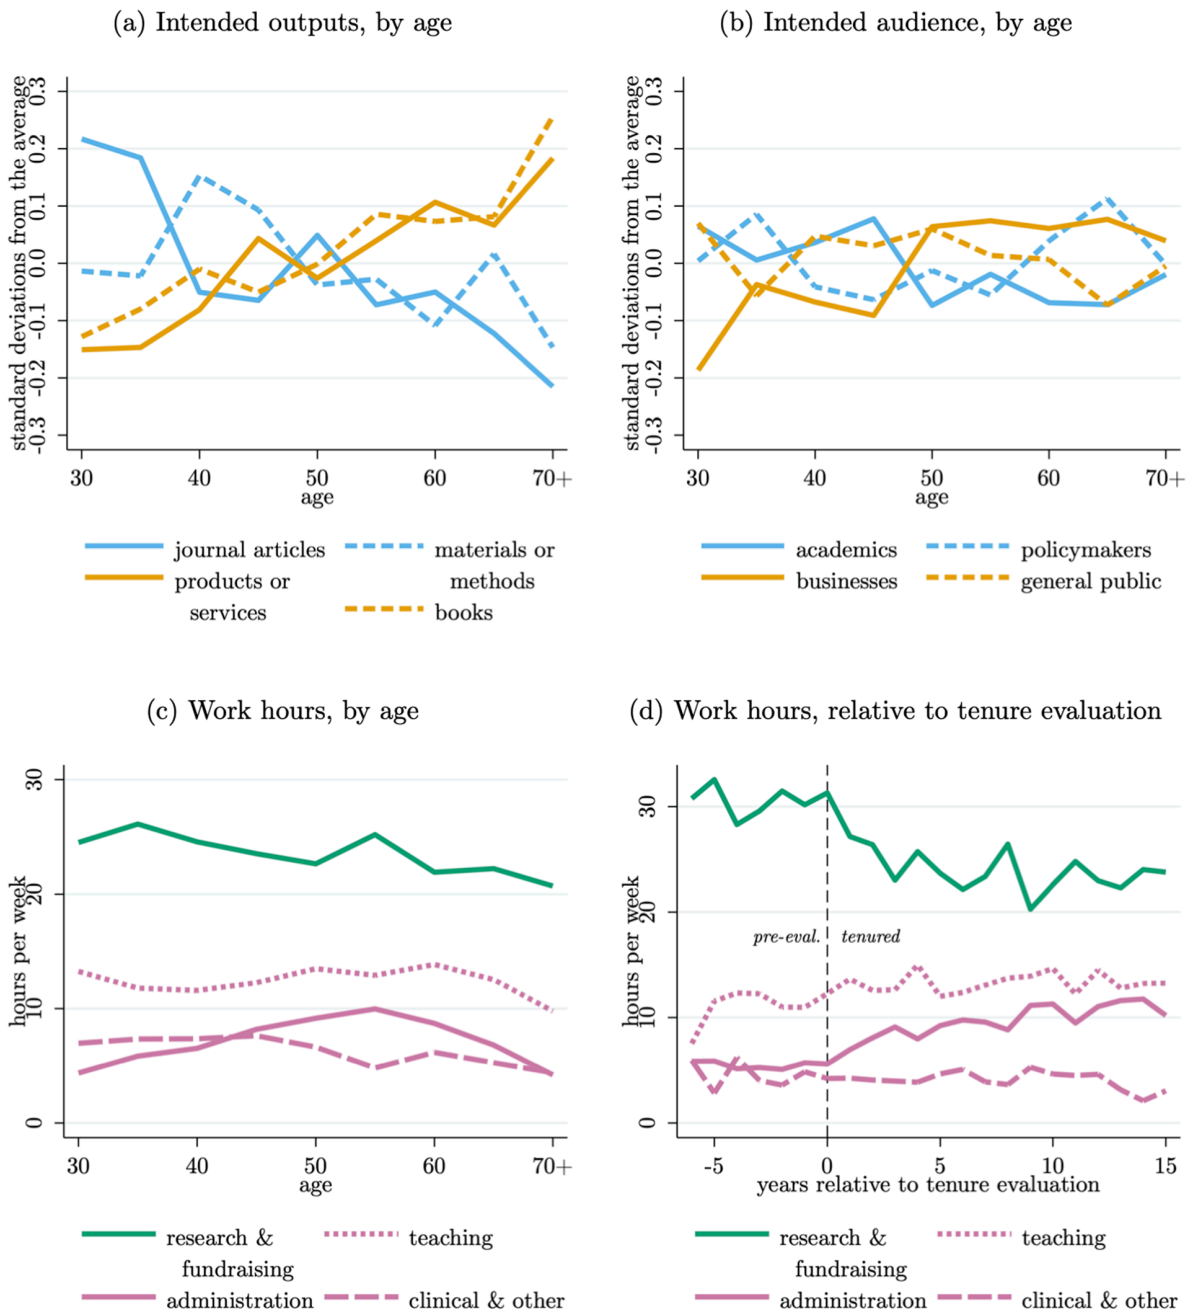 (a) Intended outputs, by age
standard deviations from the average
0.3
0.2
0.1
0.0
-0.1
-0.2
-0.3
30 40 50 60 70+
age
journal articles
products or
services
materials or
methods
books
(b) Intended audience, by age
standard deviations from the average
0.3
0.2
0.1
0.0
-0.1
-0.2
-0.3
30 40 50 60 70+
age
academics
businesses
policymakers
general public
(c) Work hours, by age
hours per week
30
20
10
0
30 40 50 60 70+
age
research &
fundraising
administration
teaching
clinical & other
(d) Work hours, relative to tenure evaluation
hours per week
30
20
10
0
pre-eval. tenured
-5 0 5 10 15
years relative to tenure evaluation
research &
fundraising
administration
teaching
clinical & other